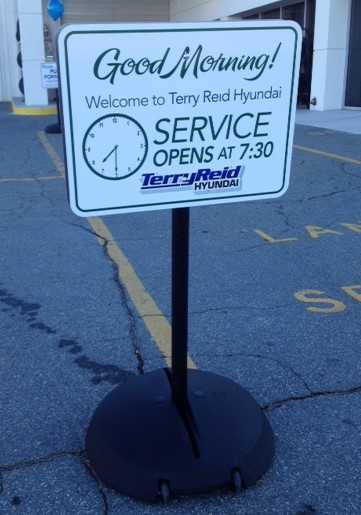 Good Morning!
Welcome to Terry Reid Hyundai
SERVICE
OPENS AT 7:30
TerryReid
HYUNDAI